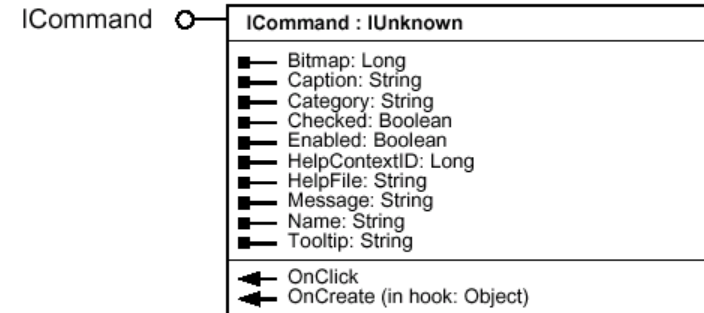 ICommand
ICommand : IUnknown
Bitmap: Long
Caption: String
Category: String
Checked: Boolean
Enabled: Boolean
HelpContextID: Long
HelpFile: String
Message: String
Name: String
Tooltip: String
OnClick
OnCreate (in hook: Object)